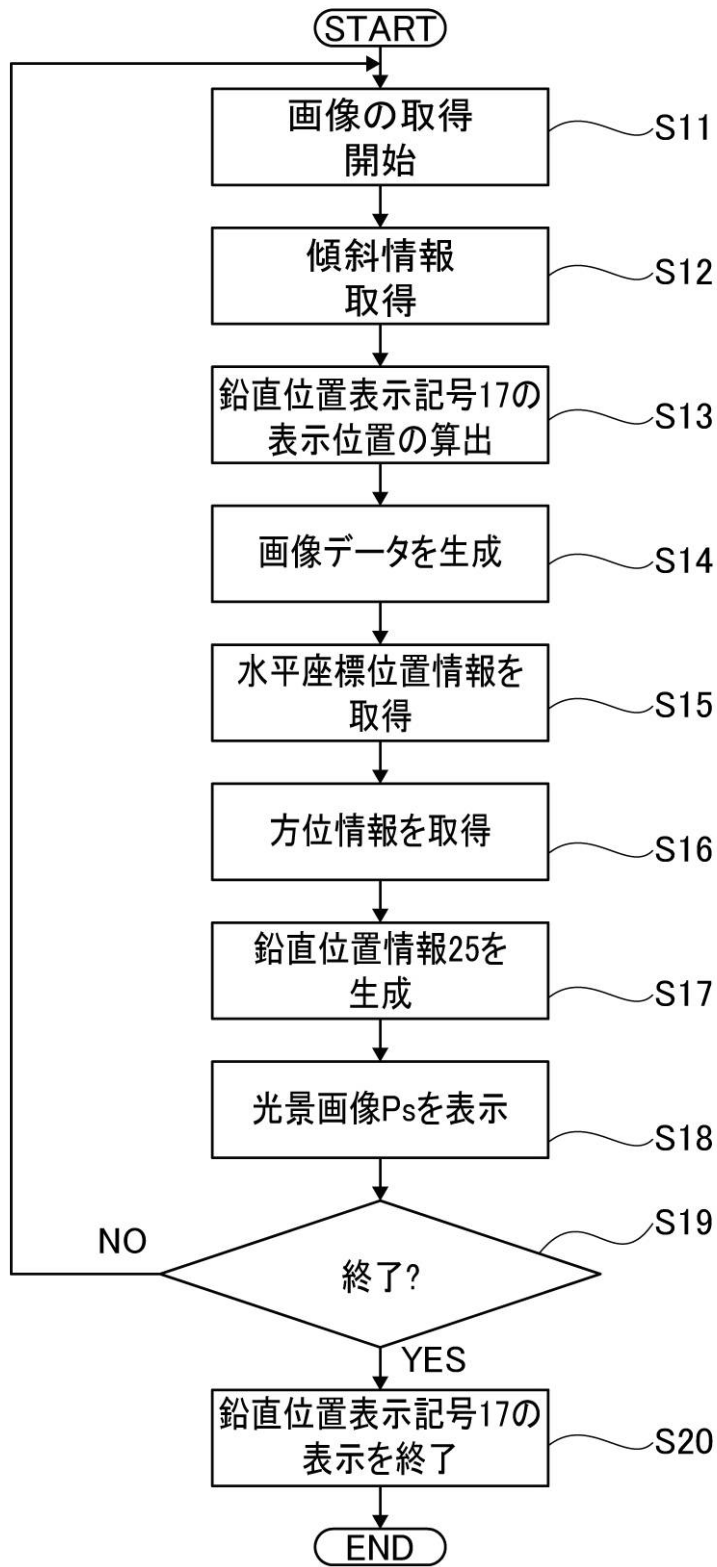 START
画像の取得
開始
S11
傾斜情報
取得
S12
鉛直位置表示記号17の
表示位置の算出
S13
画像データを生成
S14
水平座標位置情報を
取得
S15
方位情報を取得
S16
鉛直位置情報25を
生成
S17
光景画像Psを表示
S18
S19
NO
終了?
YES
鉛直位置表示記号17の
表示を終了
S20
END